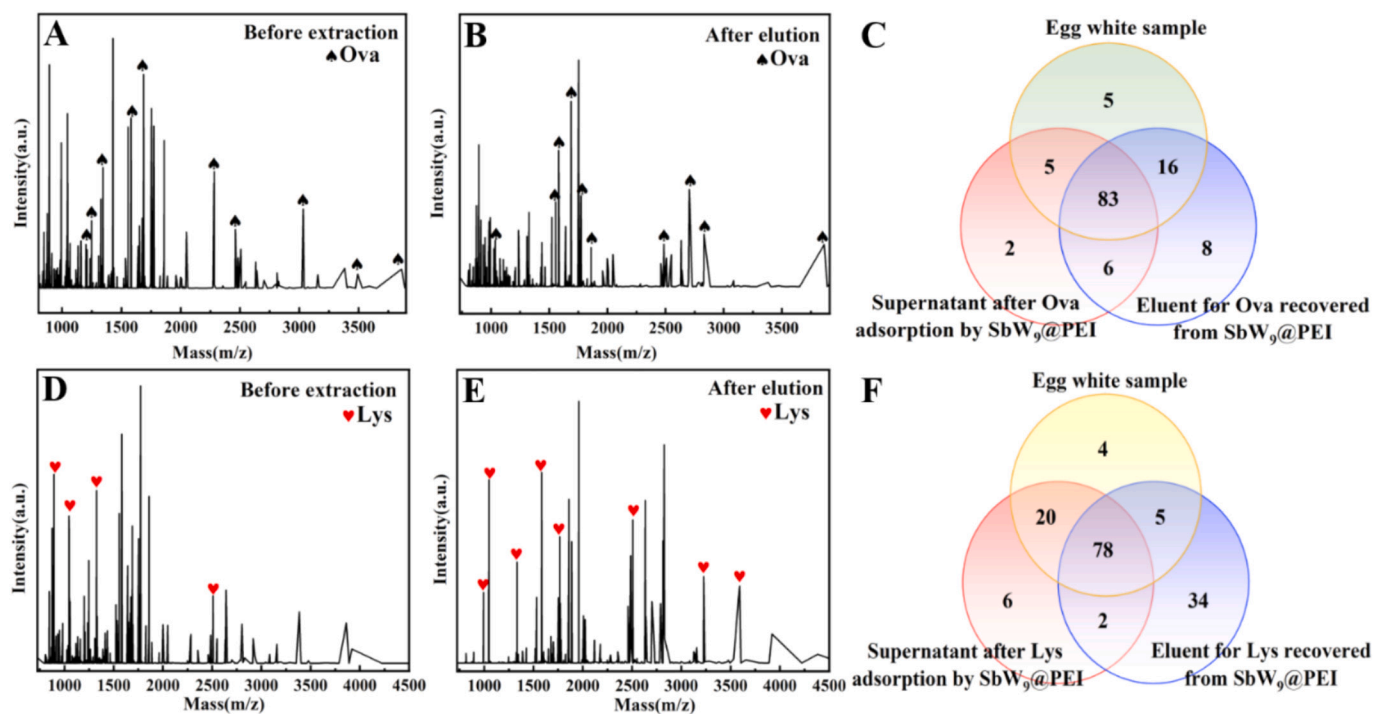 A
Before extraction
♠Ova
Intensity(a.u.)
1000 1500 2000 2500 3000 3500
Mass(m/z)
B
After elution
♠Ova
Intensity(a.u.)
1000 1500 2000 2500 3000 3500
Mass(m/z)
C
Egg white sample
5
5 16
83
2 8
6
Supernatant after Ova
adsorption by SbW₉@PEI
Eluent for Ova recovered
from SbW₉@PEI
D
Before extraction
♥Lys
Intensity(a.u.)
1000 1500 2000 2500 3000 3500 4000 4500
Mass(m/z)
E
After elution
♥Lys
Intensity(a.u.)
1000 1500 2000 2500 3000 3500 4000 4500
Mass(m/z)
F
Egg white sample
4
20 5
78
6 34
2
Supernatant after Lys
adsorption by SbW₉@PEI
Eluent for Lys recovered
from SbW₉@PEI